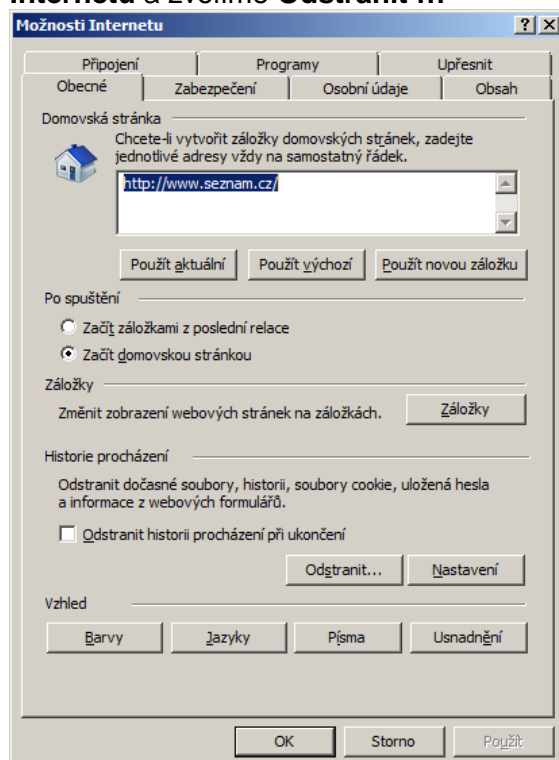 Internetu a zvolíme Odstranit ...
Možnosti Internetu
Připojení Programy Upřesnit
Obecné Zabezpečení Osobní údaje Obsah
Domovská stránka
Chcete-li vytvořit záložky domovských stránek, zadejte
jednotlivé adresy vždy na samostatný řádek.
http://www.seznam.cz/
Použít aktuální Použít výchozí Použít novou záložku
Po spuštění
Začít záložkami z poslední relace
Začít domovskou stránkou
Záložky
Změnit zobrazení webových stránek na záložkách. Záložky
Historie procházení
Odstranit dočasné soubory, historii, soubory cookie, uložená hesla
a informace z webových formulářů.
Odstranit historii procházení při ukončení
Odstranit... Nastavení
Vzhled
Barvy Jazyky Písma Usnadnění
OK Storno Použít